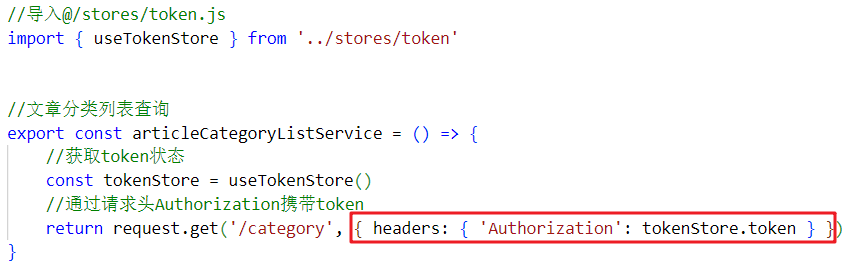 //导入@/stores/token.js
import { useTokenStore } from '../stores/token'
//文章分类列表查询
export const articleCategoryListService = () => {
//获取token状态
const tokenStore = useTokenStore()
//通过请求头Authorization携带token
return request.get('/category', { headers: { 'Authorization': tokenStore.token } })
}